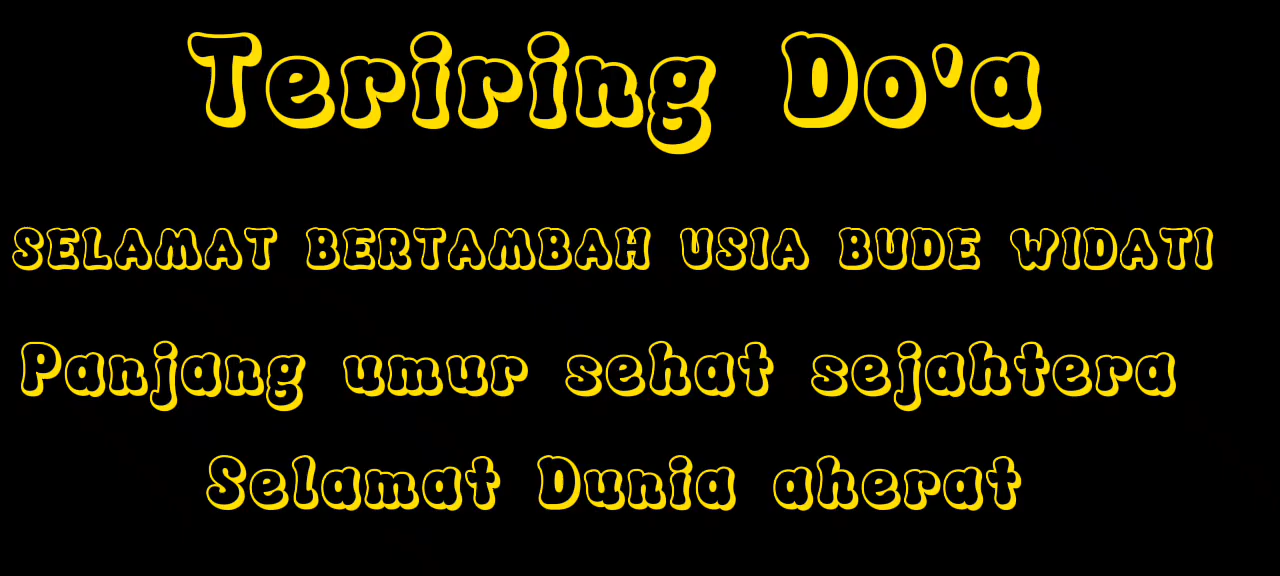 Teriring Do'a
SELAMAT BERTAMBAH USIA BUDE WIDATI
Panjang umur sehat sejahtera
Selamat Dunia aherat